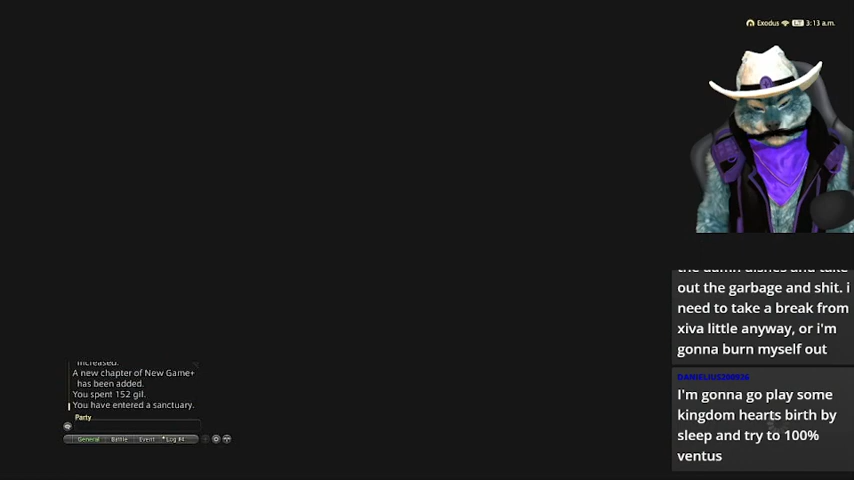 Exodus LT 3:13 a.m.
the damn dishes and take
out the garbage and shit. i
need to take a break from
xiva little anyway, or i'm
gonna burn myself out
I'm gonna go play some
kingdom hearts birth by
sleep and try to 100%
ventus
increased.
A new chapter of New Game+
has been added.
You spent 152 gil.
You have entered a sanctuary.
Party
General Battle Event Log #4